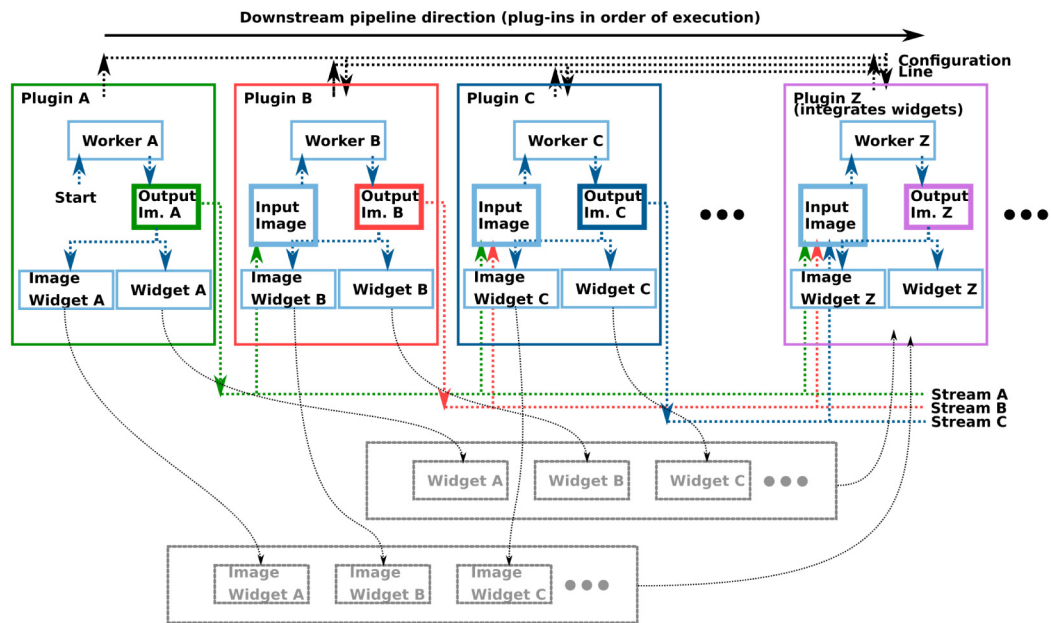 Downstream pipeline direction (plug-ins in order of execution)
Configuration
Line
Plugin A
Worker A
Start
Output
Im. A
Image
Widget A
Widget A
Plugin B
Worker B
Input
Image
Output
Im. B
Image
Widget B
Widget B
Plugin C
Worker C
Input
Image
Output
Im. C
Image
Widget C
Widget C
Plugin Z
(integrates widgets)
Worker Z
Input
Image
Output
Im. Z
Image
Widget Z
Widget Z
Stream A
Stream B
Stream C
Widget A
Widget B
Widget C
Image
Widget A
Image
Widget B
Image
Widget C